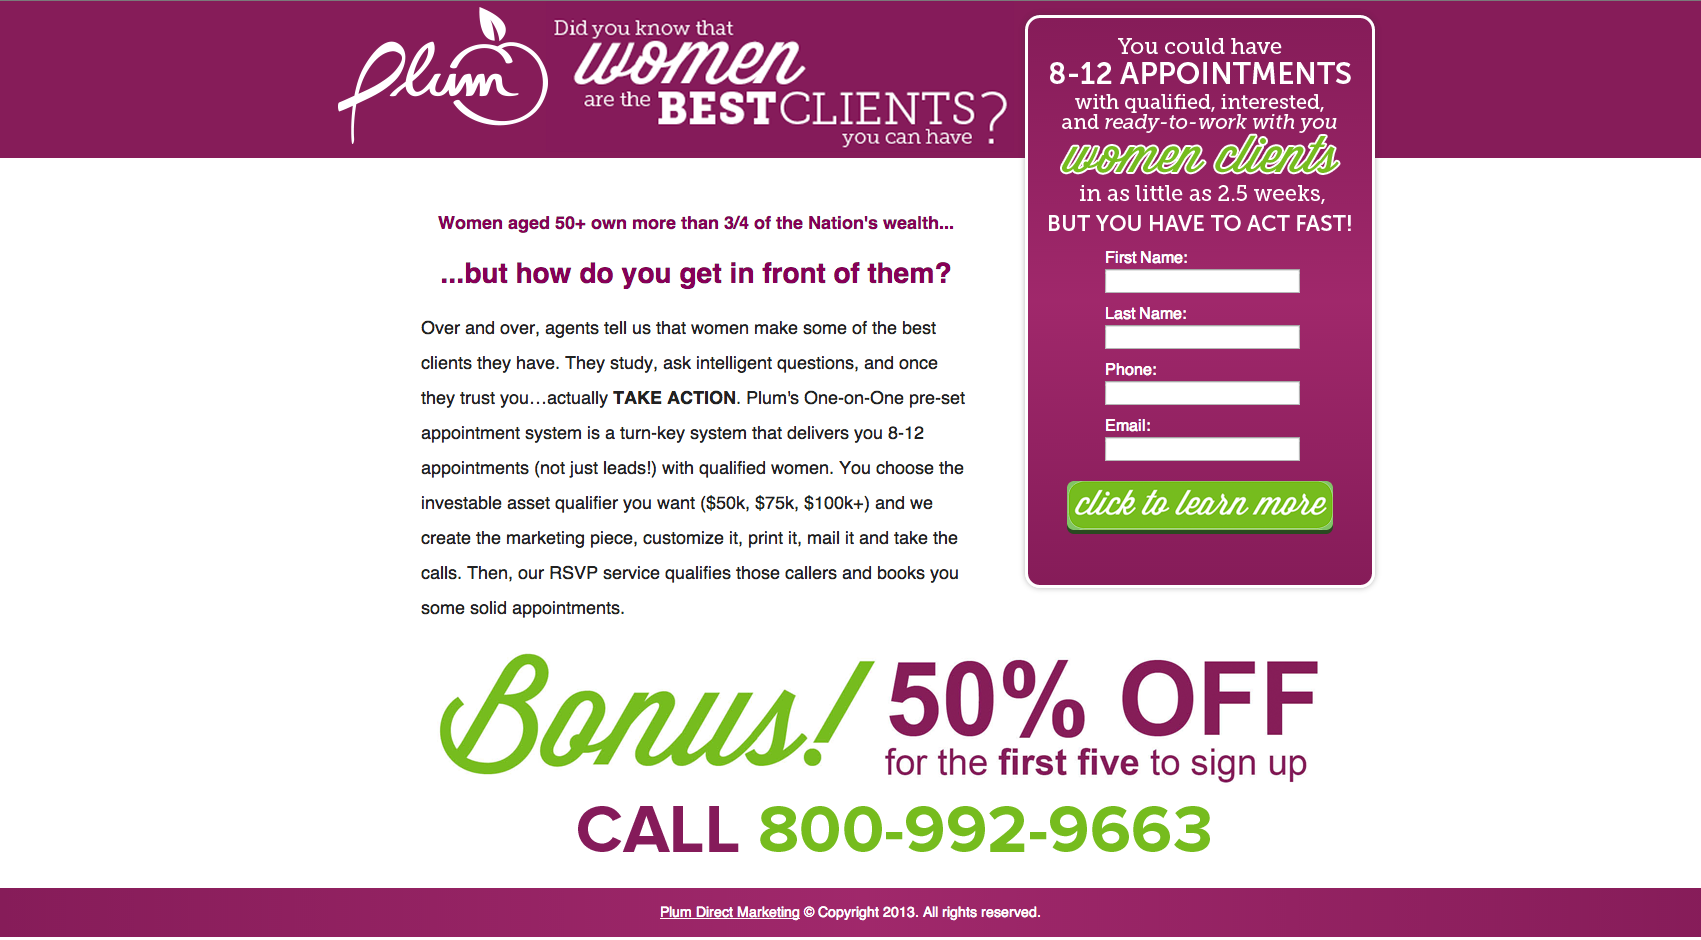 Plum
Did you know that
women
are the BEST CLIENTS?
you can have
You could have
8-12 APPOINTMENTS
with qualified, interested,
and ready-to-work with you
women clients
in as little as 2.5 weeks,
BUT YOU HAVE TO ACT FAST!
First Name:
Last Name:
Phone:
Email:
click to learn more
Women aged 50+ own more than 3/4 of the Nation's wealth...
...but how do you get in front of them?
Over and over, agents tell us that women make some of the best
clients they have. They study, ask intelligent questions, and once
they trust you…actually TAKE ACTION. Plum's One-on-One pre-set
appointment system is a turn-key system that delivers you 8-12
appointments (not just leads!) with qualified women. You choose the
investable asset qualifier you want ($50k, $75k, $100k+) and we
create the marketing piece, customize it, print it, mail it and take the
calls. Then, our RSVP service qualifies those callers and books you
some solid appointments.
Bonus! 50% OFF
for the first five to sign up
CALL 800-992-9663
Plum Direct Marketing © Copyright 2013. All rights reserved.